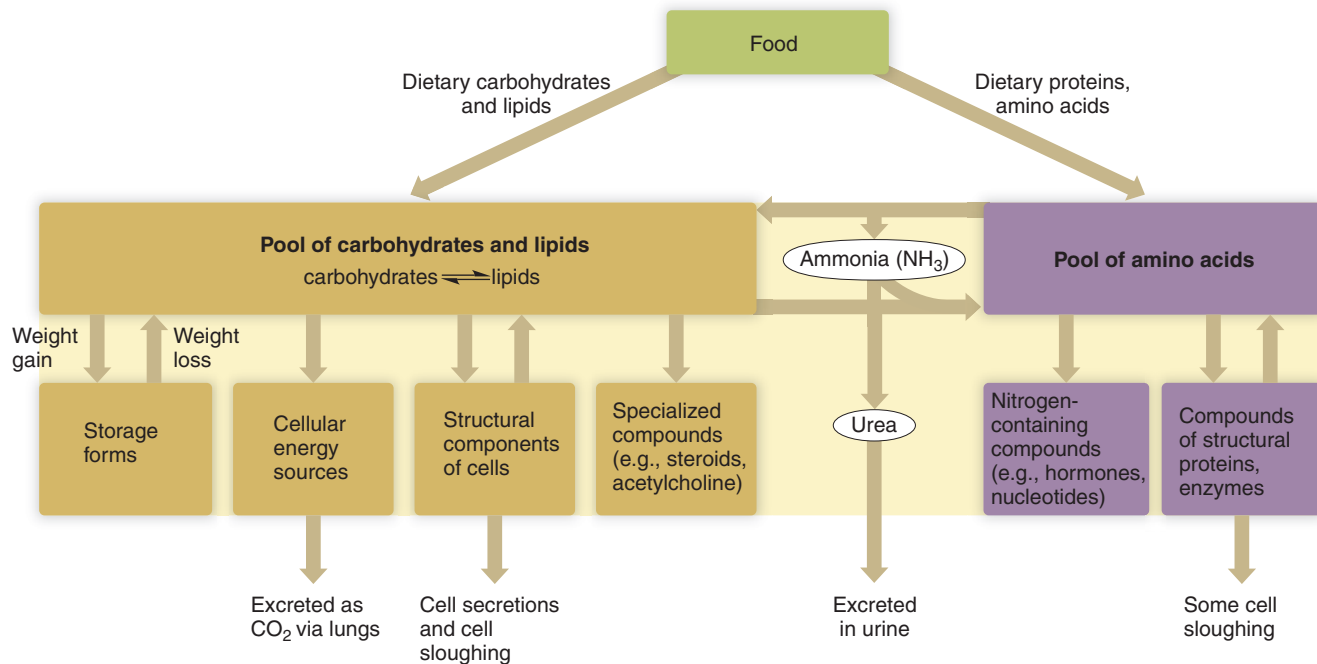 Food
Dietary carbohydrates
and lipids
Dietary proteins,
amino acids
Pool of carbohydrates and lipids
carbohydrates ⇌ lipids
Ammonia (NH₃)
Pool of amino acids
Weight
gain
Weight
loss
Storage
forms
Cellular
energy
sources
Structural
components
of cells
Specialized
compounds
(e.g., steroids,
acetylcholine)
Urea
Nitrogen-
containing
compounds
(e.g., hormones,
nucleotides)
Compounds
of structural
proteins,
enzymes
Excreted as
CO₂ via lungs
Cell secretions
and cell
sloughing
Excreted
in urine
Some cell
sloughing